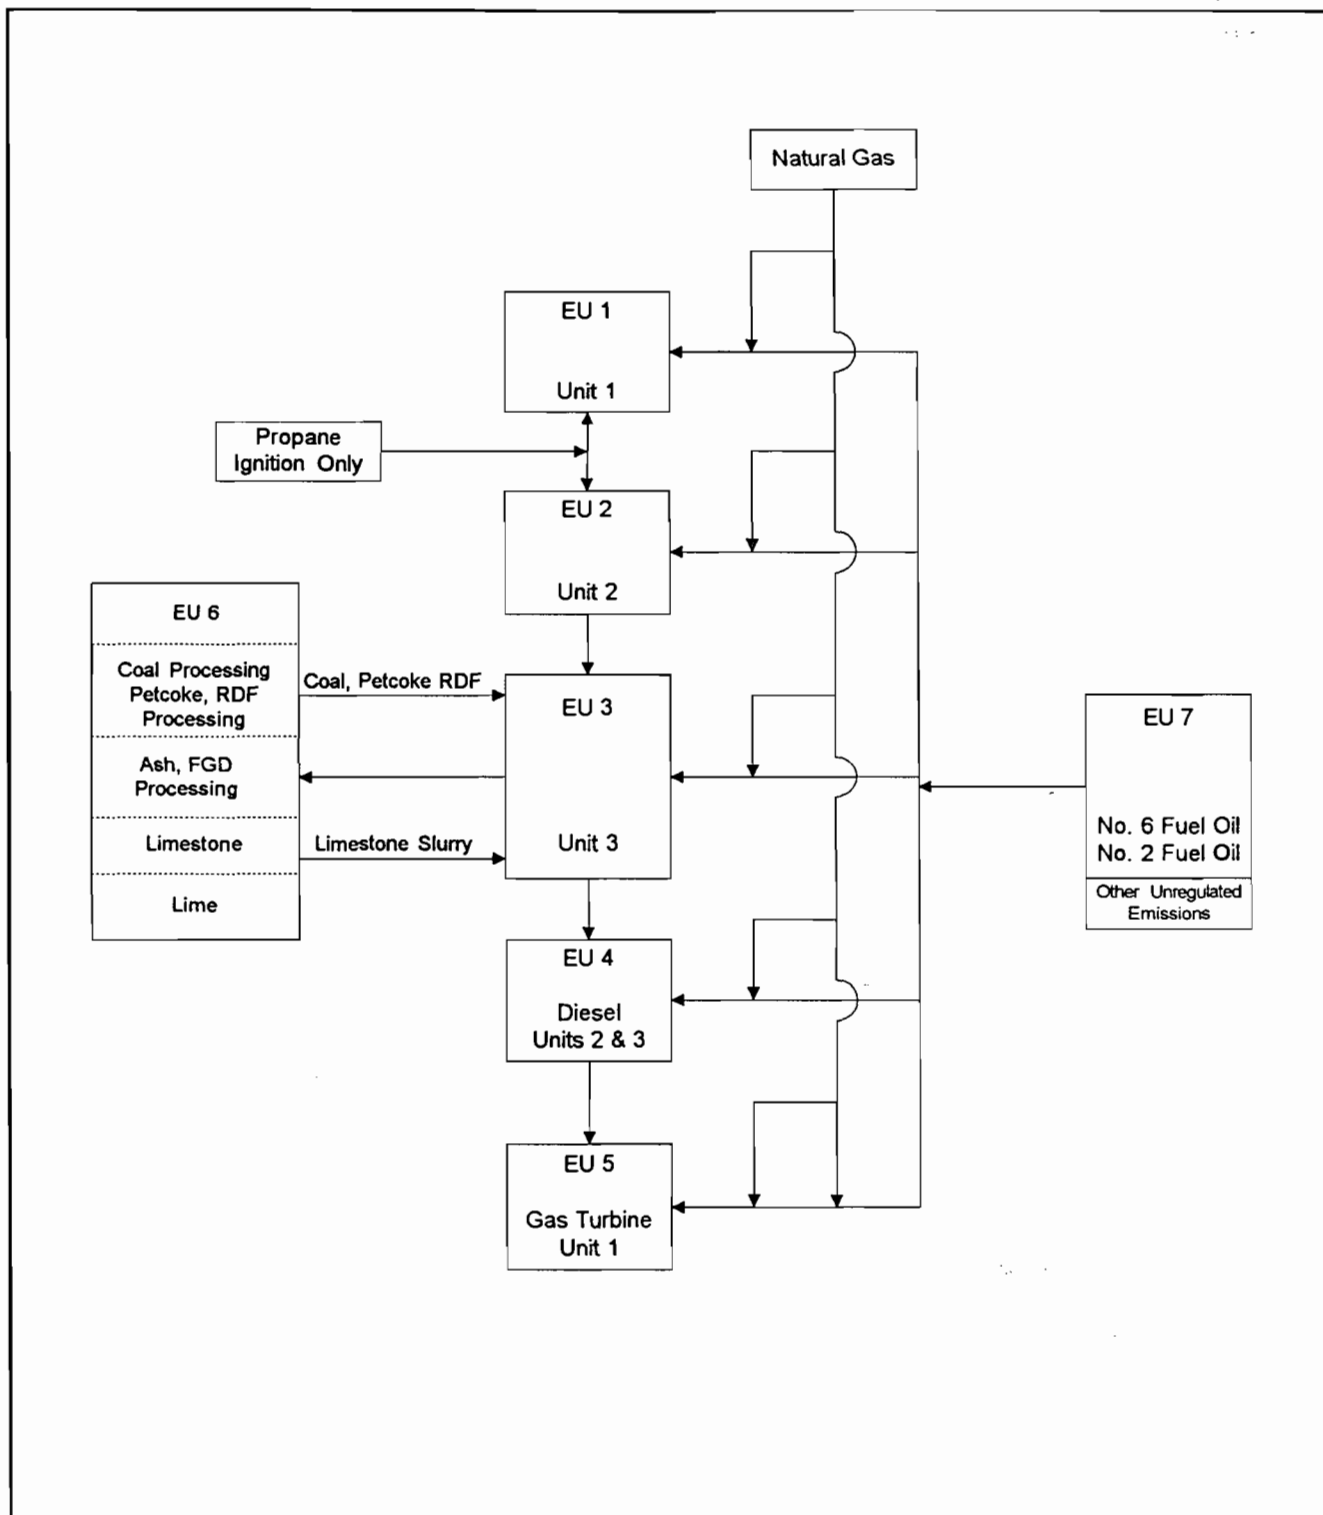 Natural Gas
EU 1
Unit 1
Propane
Ignition Only
EU 2
Unit 2
EU 6
Coal Processing
Petcoke, RDF
Processing
Ash, FGD
Processing
Limestone
Lime
Coal, Petcoke RDF
Limestone Slurry
EU 3
Unit 3
EU 7
No. 6 Fuel Oil
No. 2 Fuel Oil
Other Unregulated
Emissions
EU 4
Diesel
Units 2 & 3
EU 5
Gas Turbine
Unit 1